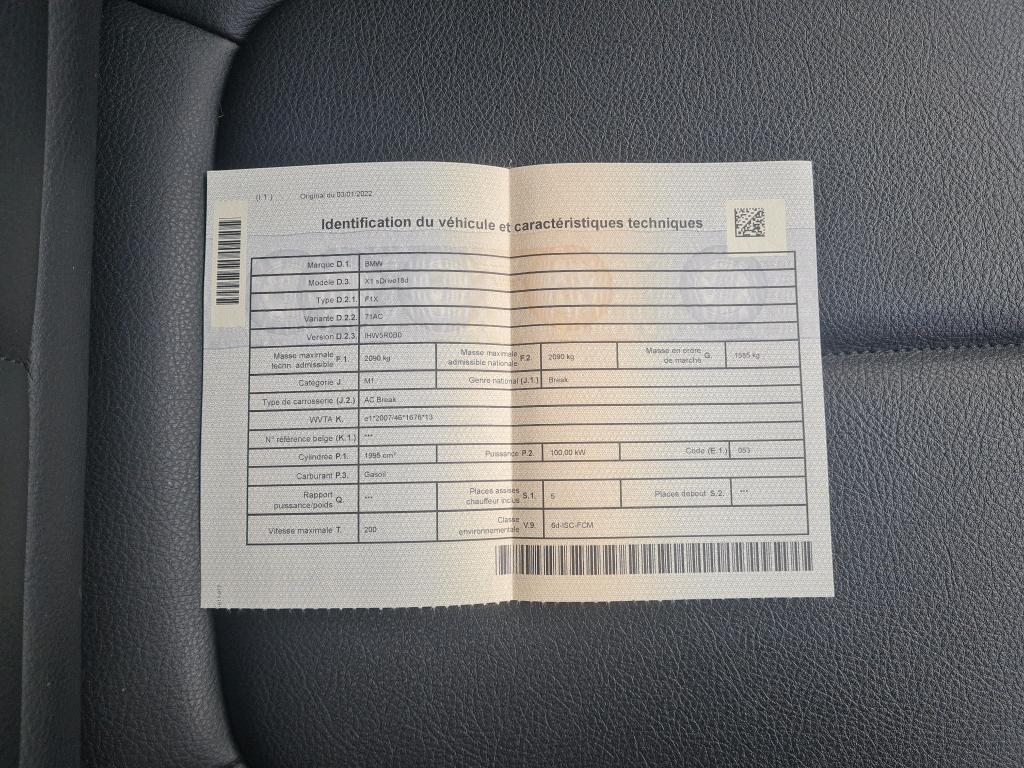 (I.1.) Original du 03/01/2022
Identification du véhicule et caractéristiques techniques
Marque D.1. BMW
Modèle D.3. X1 sDrive18d
Type D.2.1. F1X
Variante D.2.2. 71AC
Version D.2.3. IHW5R0B0
Masse maximale techn. admissible F.1. 2090 kg Masse maximale admissible nationale F.2. 2090 kg Masse en ordre de marche G. 1585 kg
Catégorie J. M1 Genre national (J.1.) Break
Type de carrosserie (J.2.) AC Break
WVTA K. e1*2007/46*1676*13
N° référence belge (K.1.) ***
Cylindrée P.1. 1995 cm³ Puissance P.2. 100,00 kW Code (E.1.) 053
Carburant P.3. Gasoil
Rapport puissance/poids Q. *** Places assises chauffeur inclus S.1. 5 Places debout S.2. ***
Vitesse maximale T. 200 Classe environnementale V.9. 6d-ISC-FCM